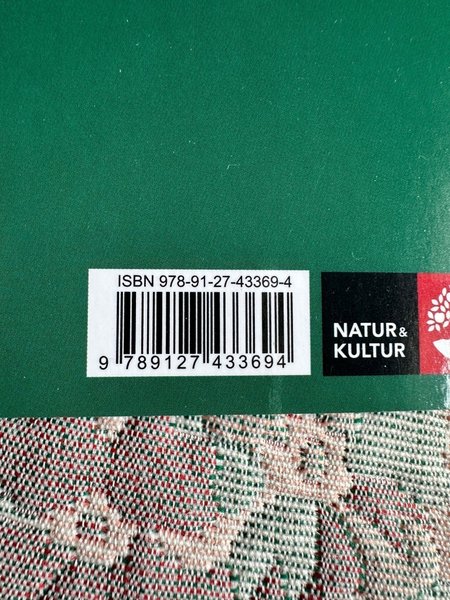 ISBN 978-91-27-43369-4
9 789127 433694
NATUR &
KULTUR